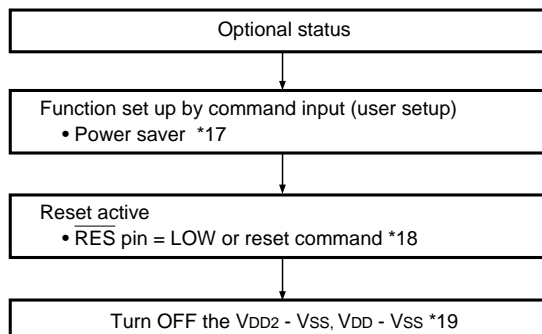 Optional status
Function set up by command input (user setup)
• Power saver *17
Reset active
• RES pin = LOW or reset command *18
Turn OFF the VDD2 - VSS, VDD - VSS *19